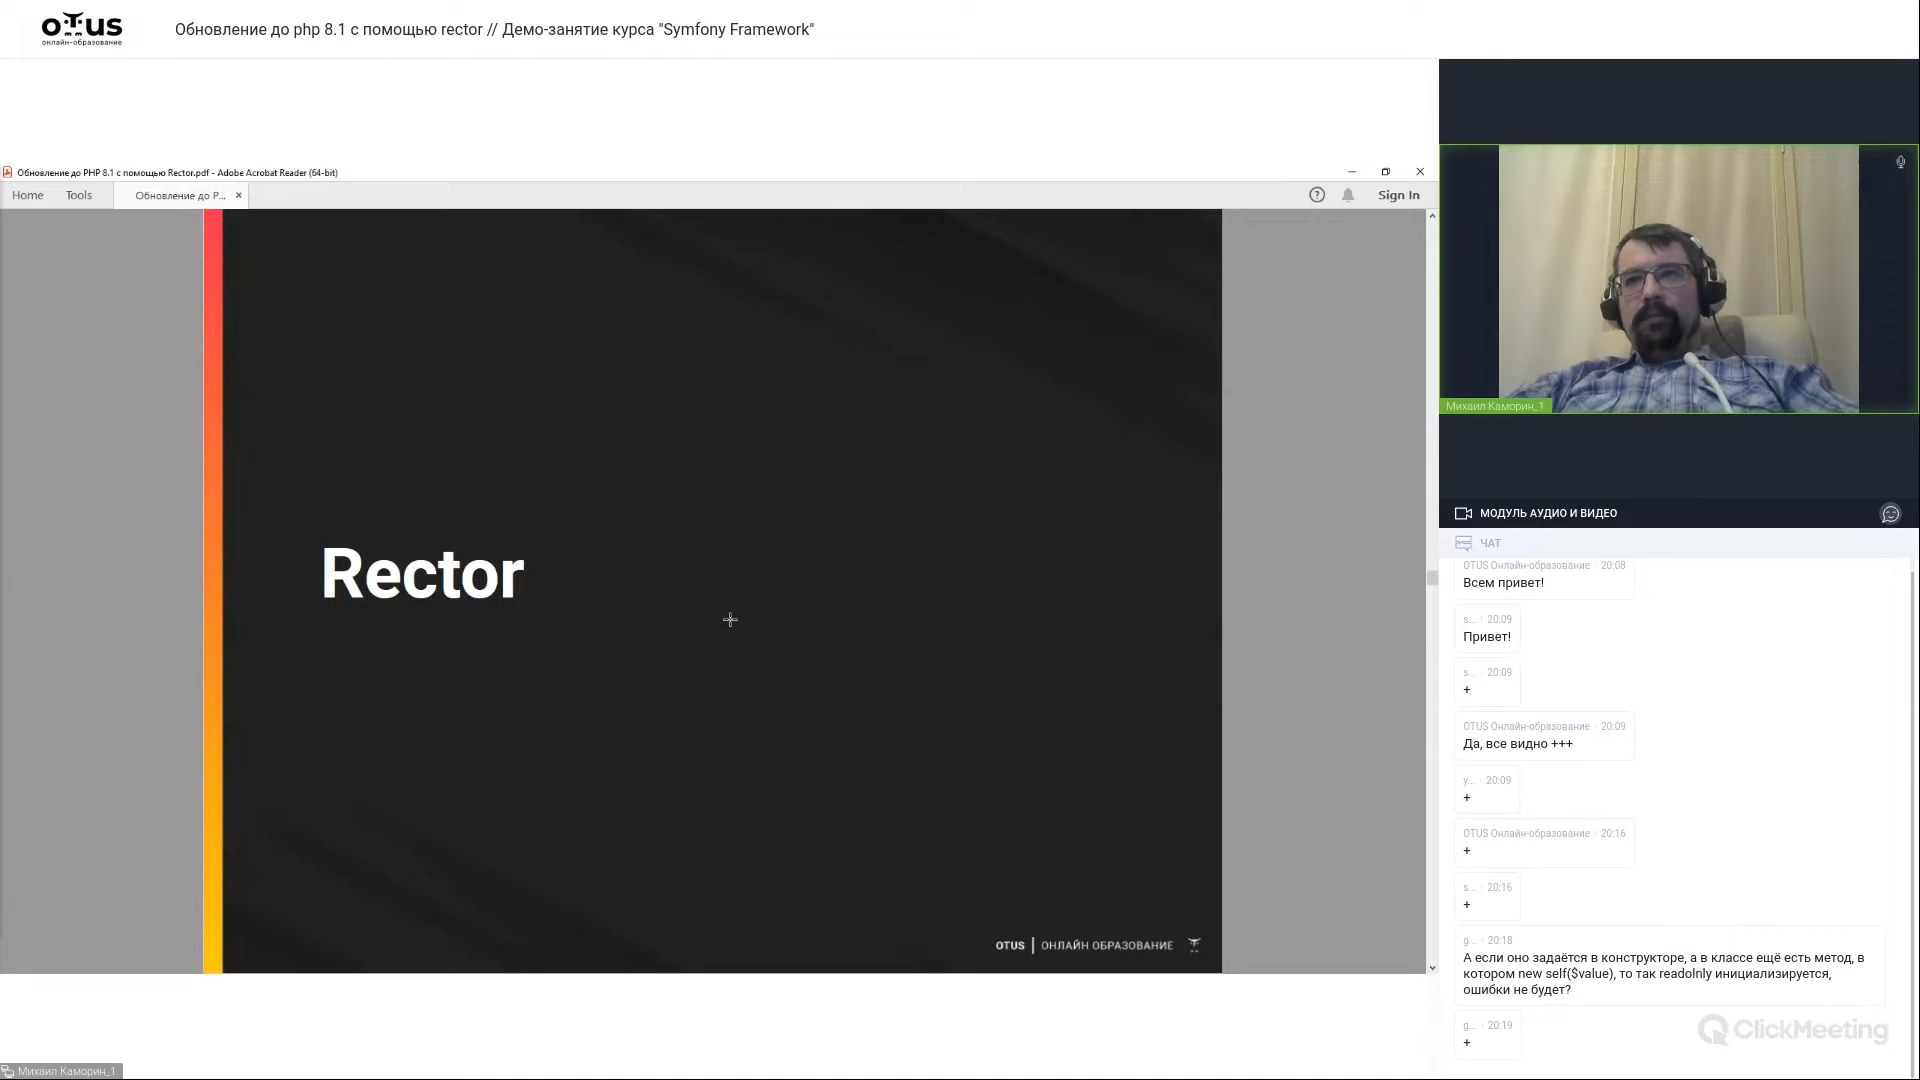 OTUS
онлайн-образование
Обновление до php 8.1 с помощью rector // Демо-занятие курса "Symfony Framework"
Обновление до PHP 8.1 с помощью Rector.pdf - Adobe Acrobat Reader (64-bit)
Home
Tools
Обновление до P...
Sign In
Rector
OTUS | ОНЛАЙН ОБРАЗОВАНИЕ
Михаил Каморин_1
Михаил Каморин_1
МОДУЛЬ АУДИО И ВИДЕО
ЧАТ
OTUS Онлайн-образование 20:08
Всем привет!
s... 20:09
Привет!
s... 20:09
+
OTUS Онлайн-образование 20:09
Да, все видно +++
y... 20:09
+
OTUS Онлайн-образование 20:16
+
s... 20:16
+
g... 20:18
А если оно задаётся в конструкторе, а в классе ещё есть метод, в
котором new self($value), то так readolnly инициализируется,
ошибки не будет?
g... 20:19
+
ClickMeeting